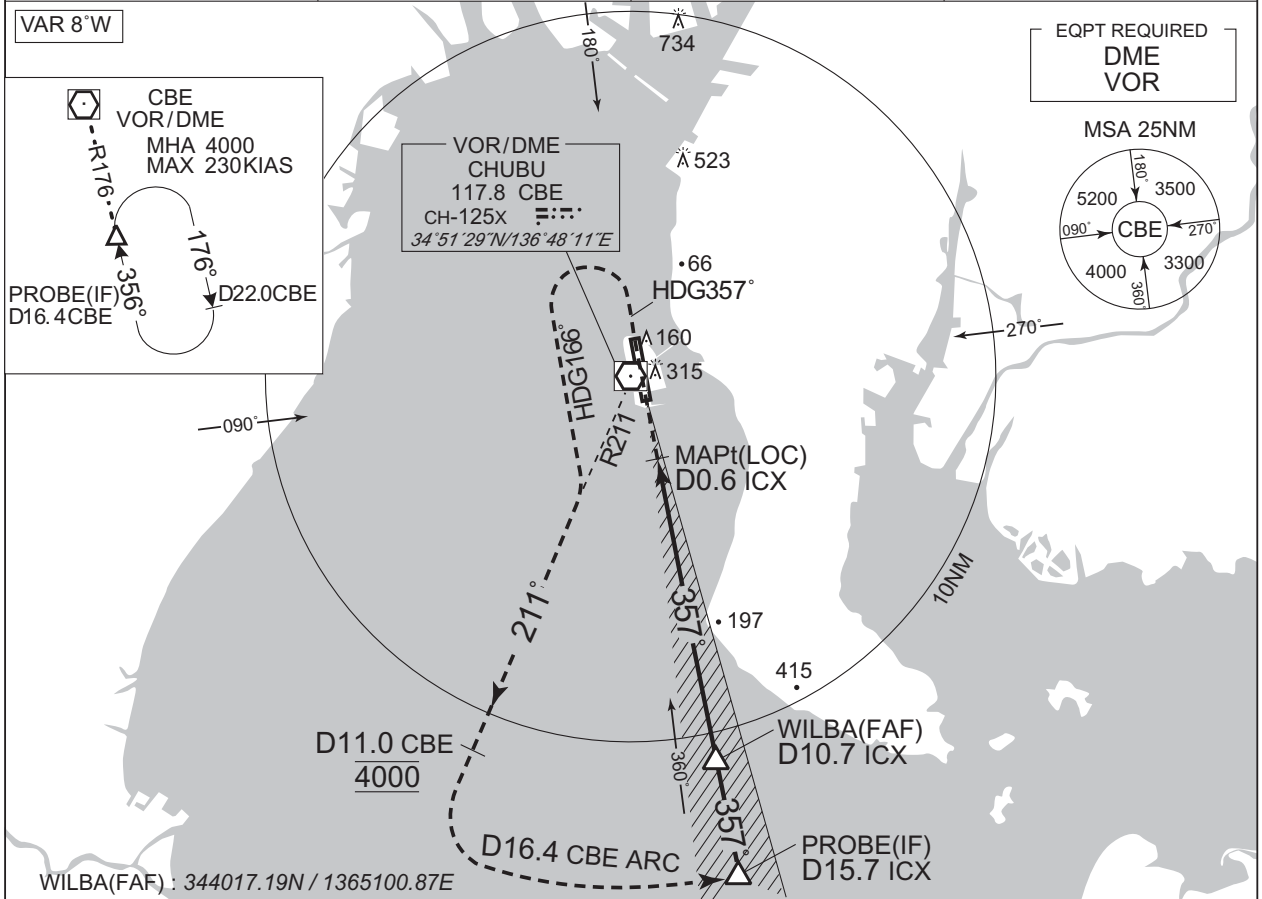 VAR 8°W
CBE
VOR/DME
MHA 4000
MAX 230KIAS
R176
176°
356°
PROBE(IF)
D16.4CBE
D22.0CBE
180°
734
VOR/DME
CHUBU
117.8 CBE
CH-125X
34°51′29″N/136°48′11″E
523
66
HDG357°
160
315
HDG166°
R211
090°
MAPt(LOC)
D0.6 ICX
EQPT REQUIRED
DME
VOR
MSA 25NM
180°
5200
3500
090°
CBE
270°
4000
3300
360°
270°
10NM
357°
197
415
211°
D11.0 CBE
4000
360°
WILBA(FAF)
D10.7 ICX
357°
D16.4 CBE ARC
PROBE(IF)
D15.7 ICX
WILBA(FAF) : 344017.19N / 1365100.87E